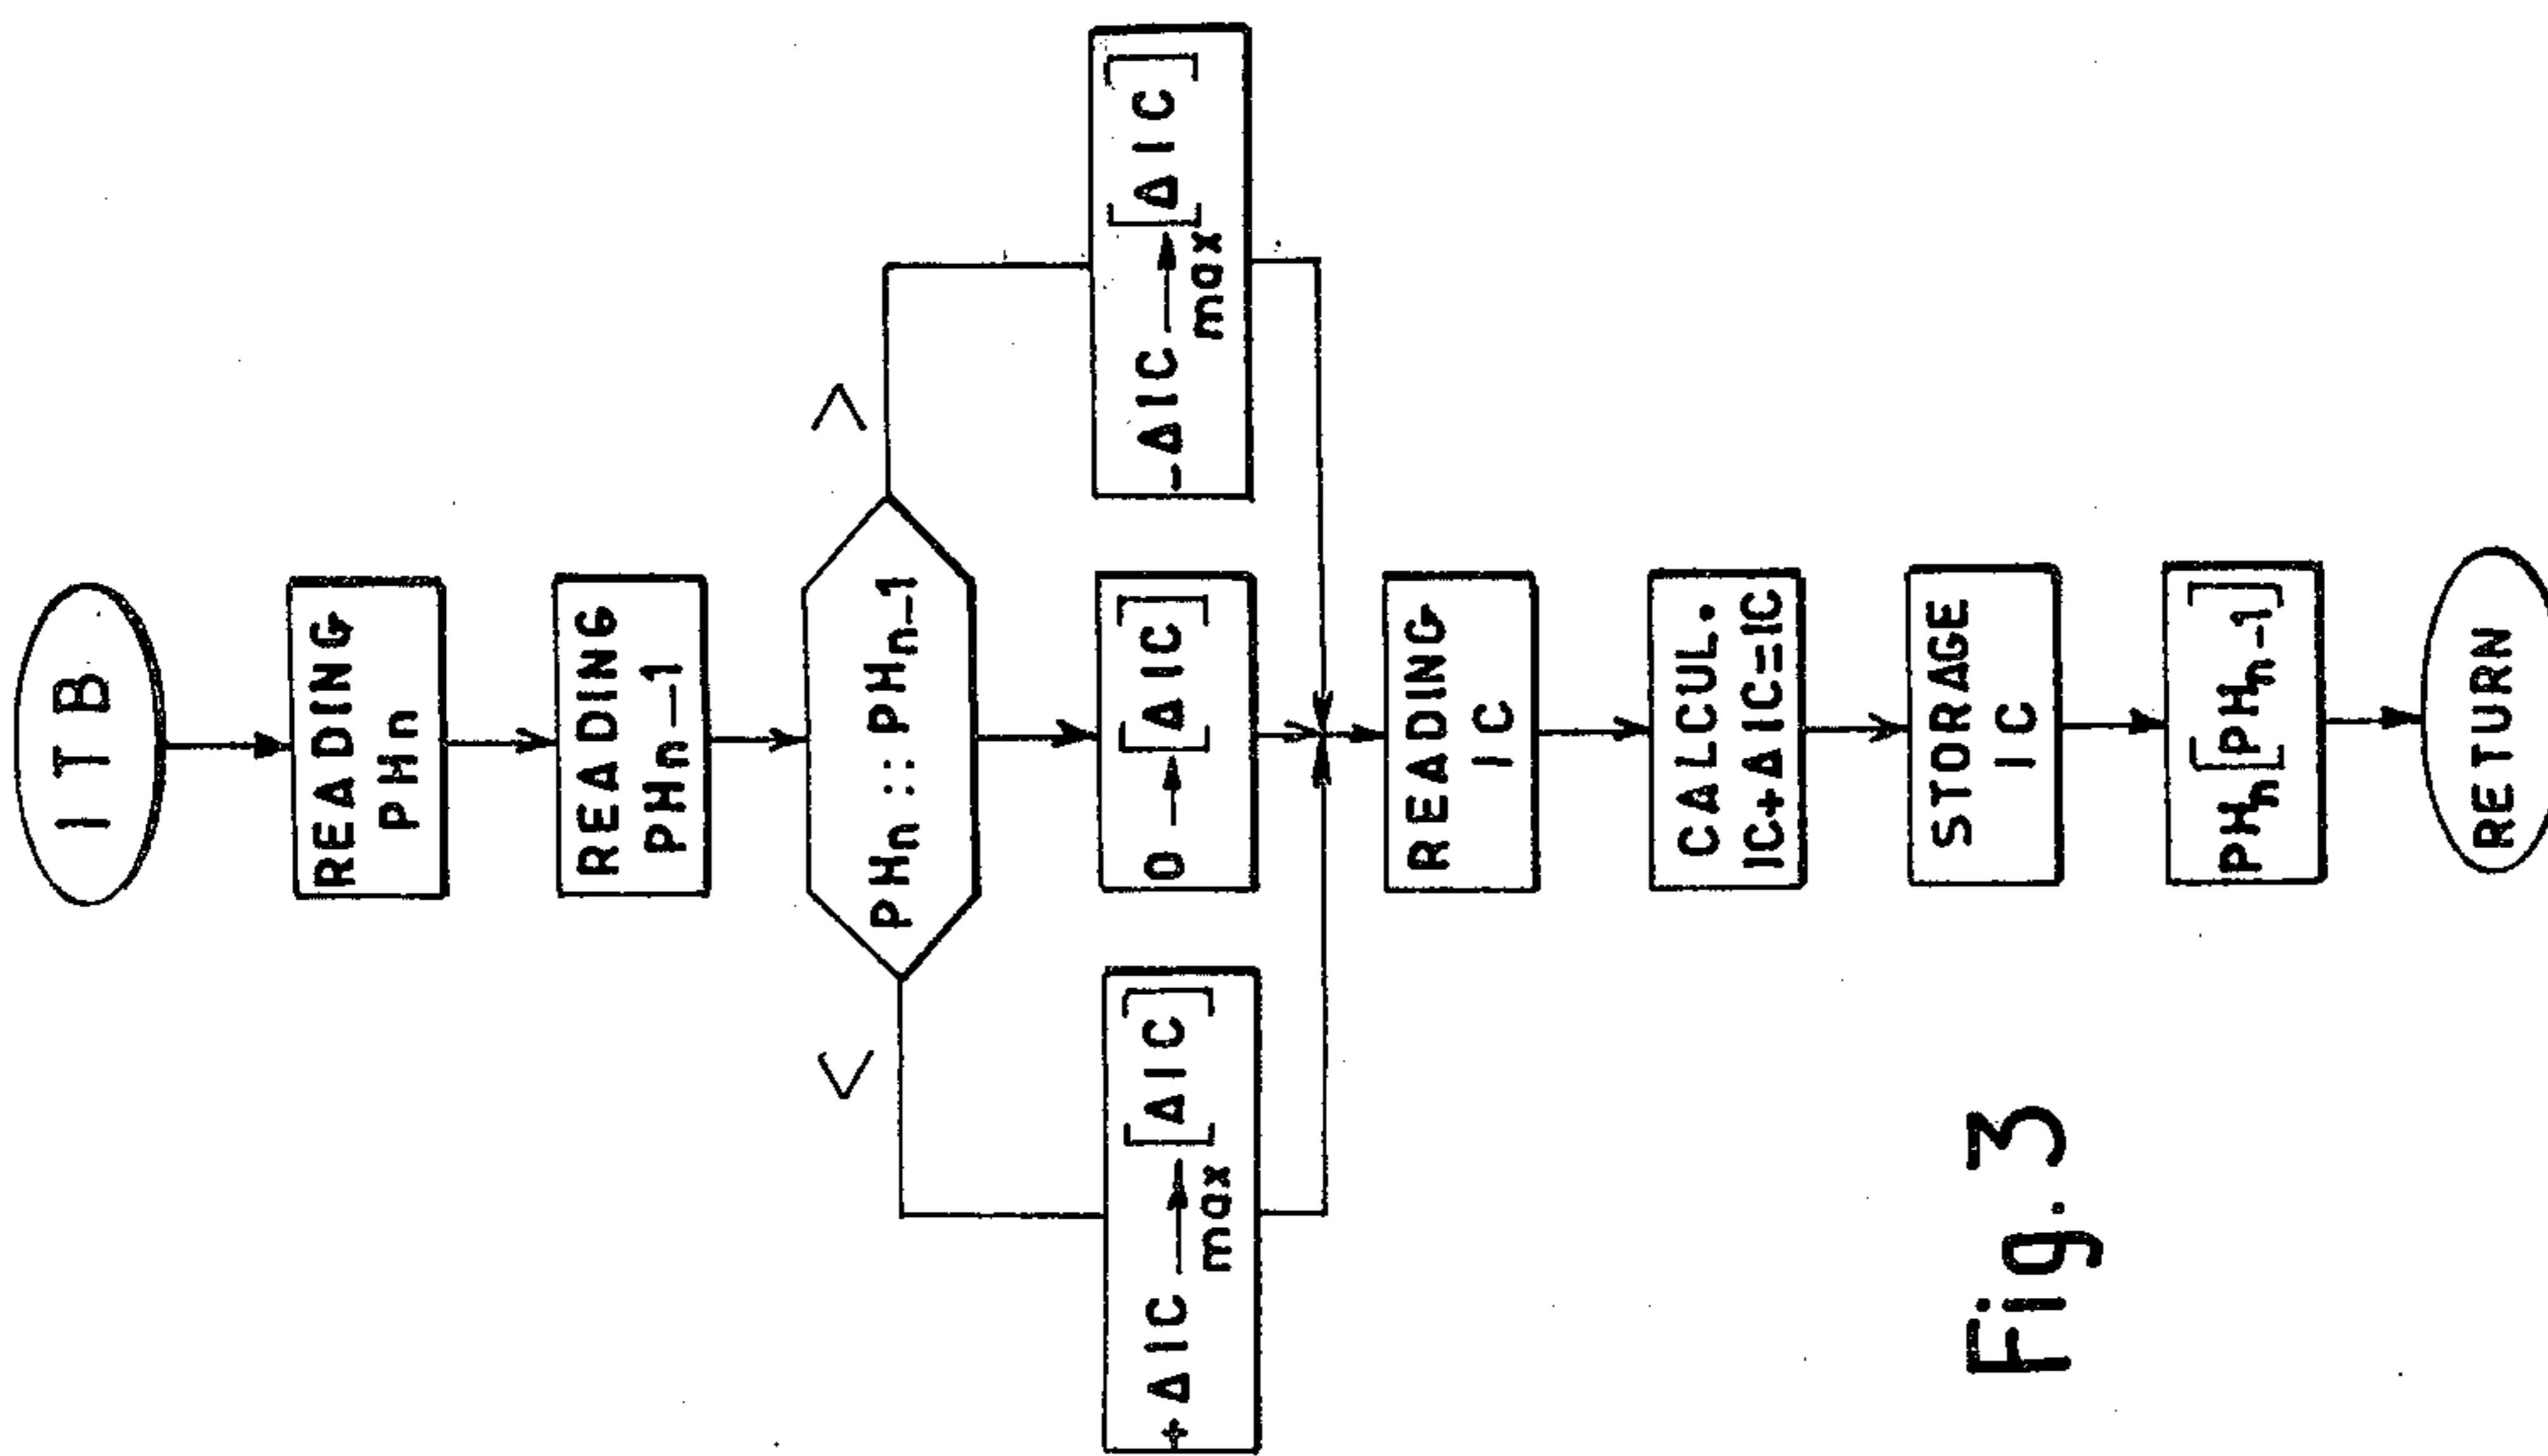 ITB
READING
PHn
READING
PHn-1
<
>
PHn :: PHn-1
+ΔIC → [ΔIC]
max
0 → [ΔIC]
-ΔIC → [ΔIC]
max
READING
IC
CALCUL.
IC+ΔIC=IC
STORAGE
IC
PHn[PHn-1]
RETURN
Fig. 3